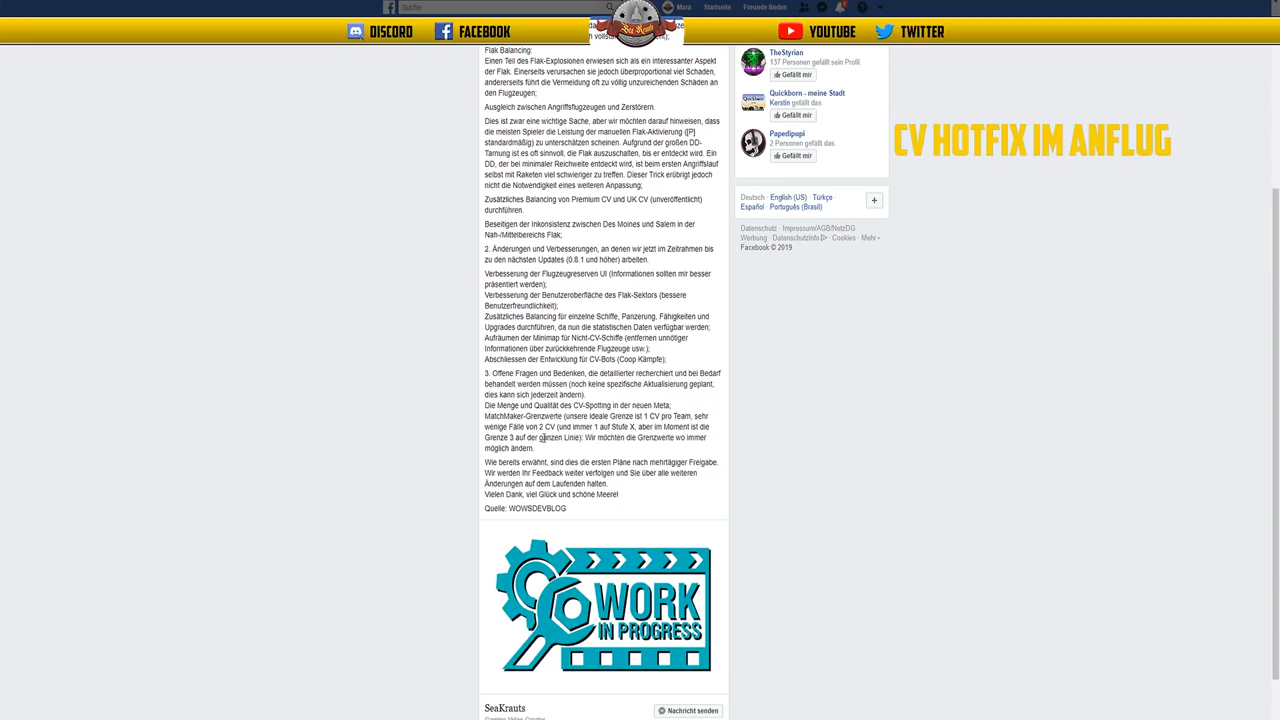 Suche
Mara
Startseite
Freunde finden
DISCORD
FACEBOOK
Sea Krauts
YOUTUBE
TWITTER
Flak Balancing:
Einen Teil des Flak-Explosionen erwiesen sich als ein interessanter Aspekt
der Flak. Einerseits verursachen sie jedoch überproportional viel Schaden,
andererseits führt die Vermeidung oft zu völlig unzureichenden Schäden an
den Flugzeugen;
Ausgleich zwischen Angriffsflugzeugen und Zerstörern.
Dies ist zwar eine wichtige Sache, aber wir möchten darauf hinweisen, dass
die meisten Spieler die Leistung der manuellen Flak-Aktivierung ([P]
standardmäßig) zu unterschätzen scheinen. Aufgrund der großen DD-
Tarnung ist es oft sinnvoll, die Flak auszuschalten, bis er entdeckt wird. Ein
DD, der bei minimaler Reichweite entdeckt wird, ist beim ersten Angriffslauf
selbst mit Raketen viel schwieriger zu treffen. Dieser Trick erübrigt jedoch
nicht die Notwendigkeit eines weiteren Anpassung;
Zusätzliches Balancing von Premium CV und UK CV (unveröffentlicht)
durchführen.
Beseitigen der Inkonsistenz zwischen Des Moines und Salem in der
Nah-/Mittelbereichs Flak;
2. Änderungen und Verbesserungen, an denen wir jetzt im Zeitrahmen bis
zu den nächsten Updates (0.8.1 und höher) arbeiten.
Verbesserung der Flugzeugreserven UI (Informationen sollten mir besser
präsentiert werden);
Verbesserung der Benutzeroberfläche des Flak-Sektors (bessere
Benutzerfreundlichkeit);
Zusätzliches Balancing für einzelne Schiffe, Panzerung, Fähigkeiten und
Upgrades durchführen, da nun die statistischen Daten verfügbar werden;
Aufräumen der Minimap für Nicht-CV-Schiffe (entfernen unnötiger
Informationen über zurückkehrende Flugzeuge usw.);
Abschliessen der Entwicklung für CV-Bots (Coop Kämpfe);
3. Offene Fragen und Bedenken, die detaillierter recherchiert und bei Bedarf
behandelt werden müssen (noch keine spezifische Aktualisierung geplant,
dies kann sich jederzeit ändern).
Die Menge und Qualität des CV-Spotting in der neuen Meta;
MatchMaker-Grenzwerte (unsere ideale Grenze ist 1 CV pro Team, sehr
wenige Fälle von 2 CV (und immer 1 auf Stufe X, aber im Moment ist die
Grenze 3 auf der ganzen Linie): Wir möchten die Grenzwerte wo immer
möglich ändern.
Wie bereits erwähnt, sind dies die ersten Pläne nach mehrtägiger Freigabe.
Wir werden Ihr Feedback weiter verfolgen und Sie über alle weiteren
Änderungen auf dem Laufenden halten.
Vielen Dank, viel Glück und schöne Meere!
Quelle: WOWSDEVBLOG
WORK
IN PROGRESS
SeaKrauts
Gaming Video Creator
Nachricht senden
TheStyrian
137 Personen gefällt sein Profil.
Gefällt mir
Quickborn - meine Stadt
Kerstin gefällt das.
Gefällt mir
Papedipupi
2 Personen gefällt das.
Gefällt mir
Deutsch · English (US) · Türkçe ·
Español · Português (Brasil)
Datenschutz · Impressum/AGB/NetzDG ·
Werbung · Datenschutzinfo · Cookies · Mehr
Facebook © 2019
CV HOTFIX IM ANFLUG